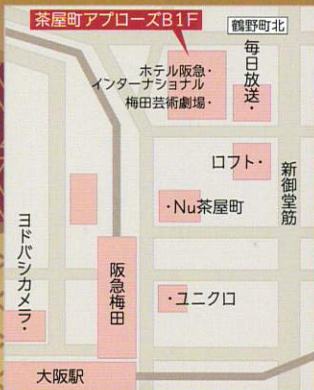 茶屋町アプローズB1F
鶴野町北
毎日放送・
ホテル阪急・
インターナショナル
梅田芸術劇場・
ロフト・
新御堂筋
・Nu茶屋町
ヨドバシカメラ・
阪急梅田
・ユニクロ
大阪駅